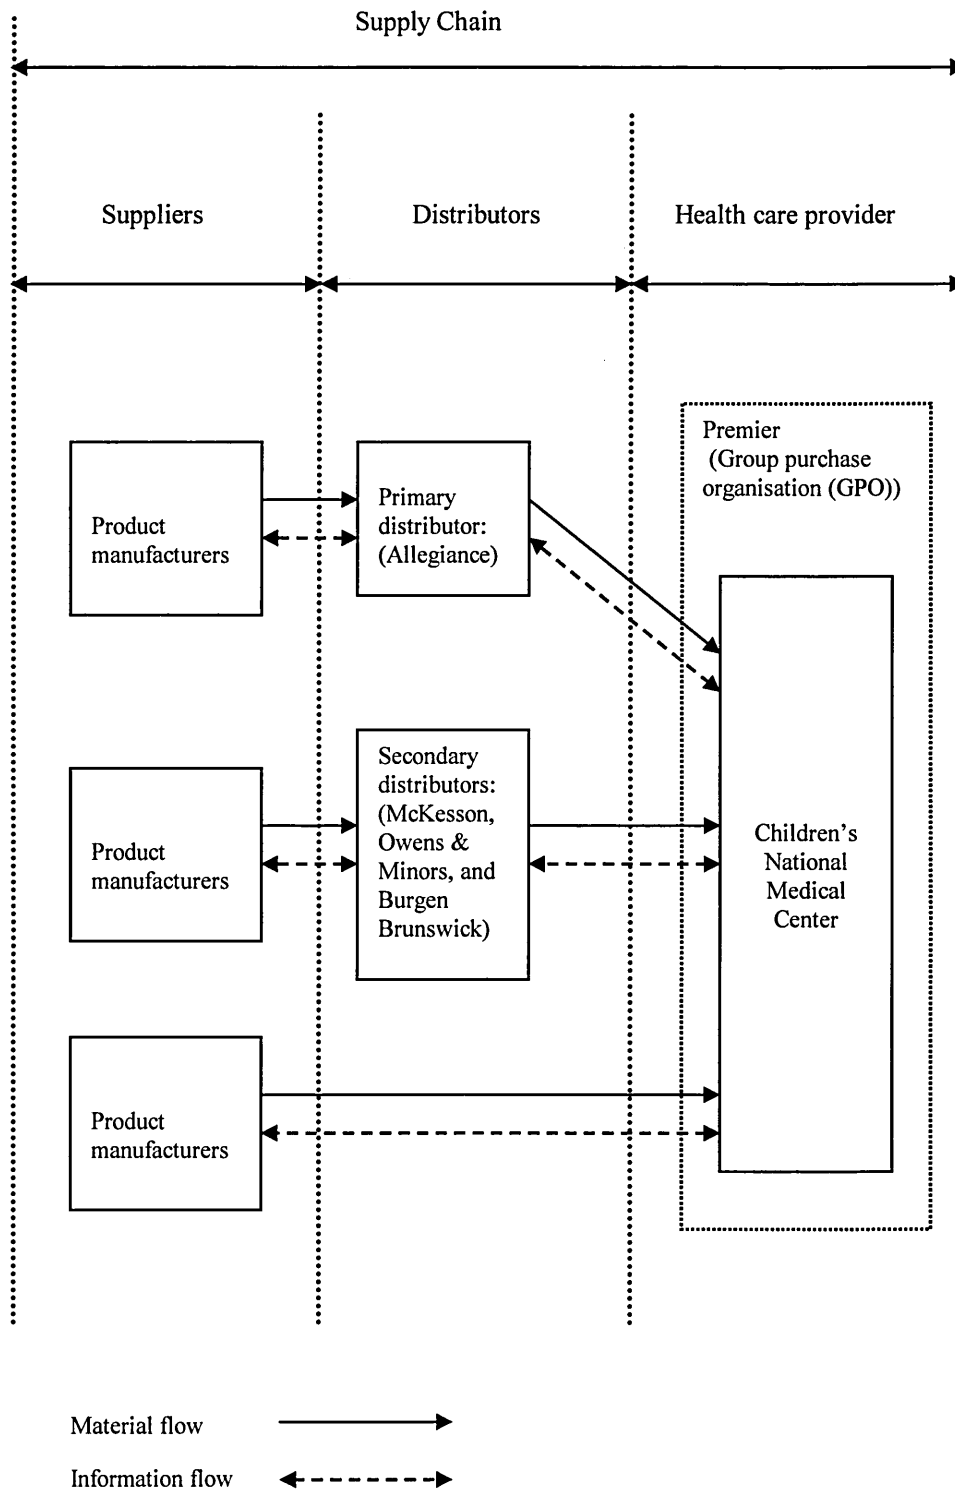 Supply Chain
Suppliers
Distributors
Health care provider
Premier
(Group purchase
organisation (GPO))
Product
manufacturers
Primary
distributor:
(Allegiance)
Secondary
distributors:
(McKesson,
Owens &
Minors, and
Burgen
Brunswick)
Product
manufacturers
Children's
National
Medical
Center
Product
manufacturers
Material flow
Information flow